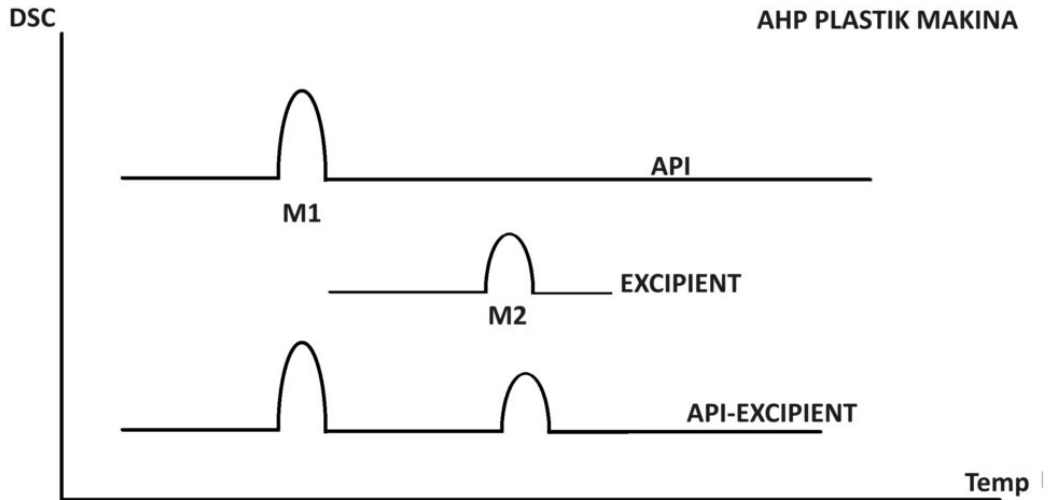 DSC
AHP PLASTIK MAKINA
API
M1
EXCIPIENT
M2
API-EXCIPIENT
Temp